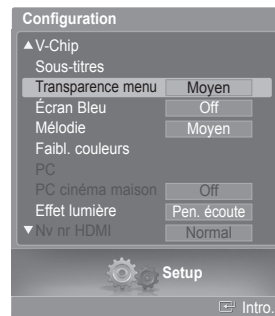 Configuration
▲V-Chip
Sous-titres
Transparence menu Moyen
Écran Bleu Off
Mélodie Moyen
Faibl. couleurs
PC
PC cinéma maison Off
Effet lumière Pen. écoute
▼Nv nr HDMI Normal
Setup
Intro.